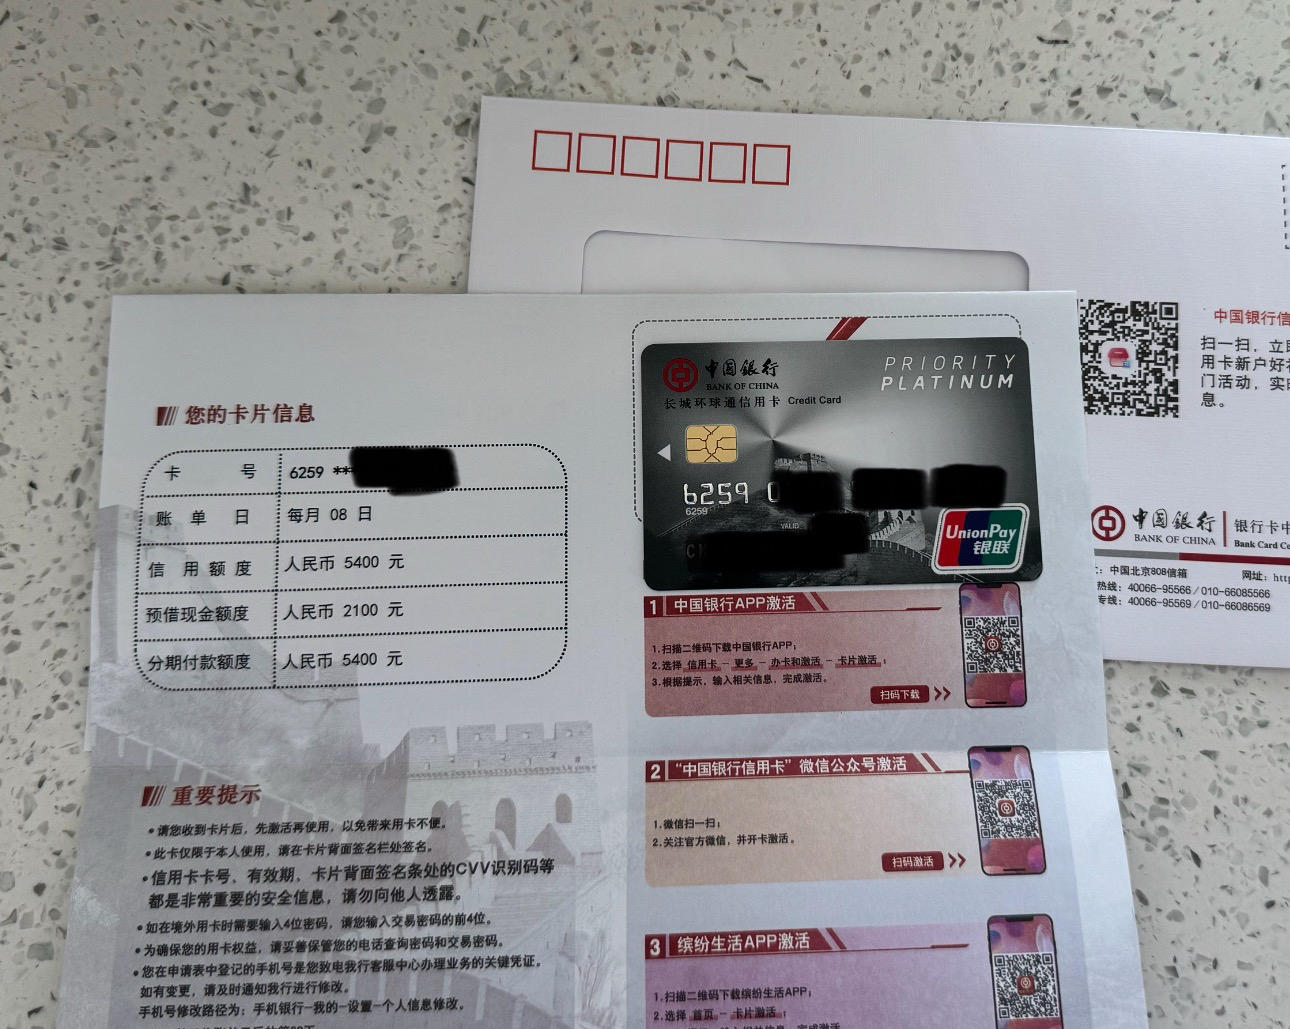 中国银行信
扫一扫，立即
用卡新户好礼
门活动，实时
息。
中国银行
BANK OF CHINA
银行卡中
Bank Card Ce
：中国北京808信箱
网址：http
热线：40066-95566／010-66085566
专线：40066-95569／010-66086569
您的卡片信息
卡 号 6259 **
账 单 日 每月 08 日
信 用 额 度 人民币 5400 元
预借现金额度 人民币 2100 元
分期付款额度 人民币 5400 元
重要提示
•请您收到卡片后，先激活再使用，以免带来用卡不便。
•此卡仅限于本人使用，请在卡片背面签名栏处签名。
•信用卡卡号、有效期、卡片背面签名条处的CVV识别码等
都是非常重要的安全信息，请勿向他人透露。
•如在境外用卡时需要输入4位密码，请您输入交易密码的前4位。
•为确保您的用卡权益，请妥善保管您的电话查询密码和交易密码。
•您在申请表中登记的手机号是您致电我行客服中心办理业务的关键凭证。
如有变更，请及时通知我行进行修改。
手机号修改路径为：手机银行—我的—设置—个人信息修改。
中国银行
BANK OF CHINA
长城环球通信用卡 Credit Card
PRIORITY
PLATINUM
6259 0
6259
VALID
UnionPay
银联
1 中国银行APP激活
1.扫描二维码下载中国银行APP；
2.选择 信用卡 - 更多 - 办卡和激活 - 卡片激活；
3.根据提示，输入相关信息，完成激活。
扫码下载
2 “中国银行信用卡”微信公众号激活
1.微信扫一扫；
2.关注官方微信，并开卡激活。
扫码激活
3 缤纷生活APP激活
1.扫描二维码下载缤纷生活APP；
2.选择 首页 - 卡片激活；